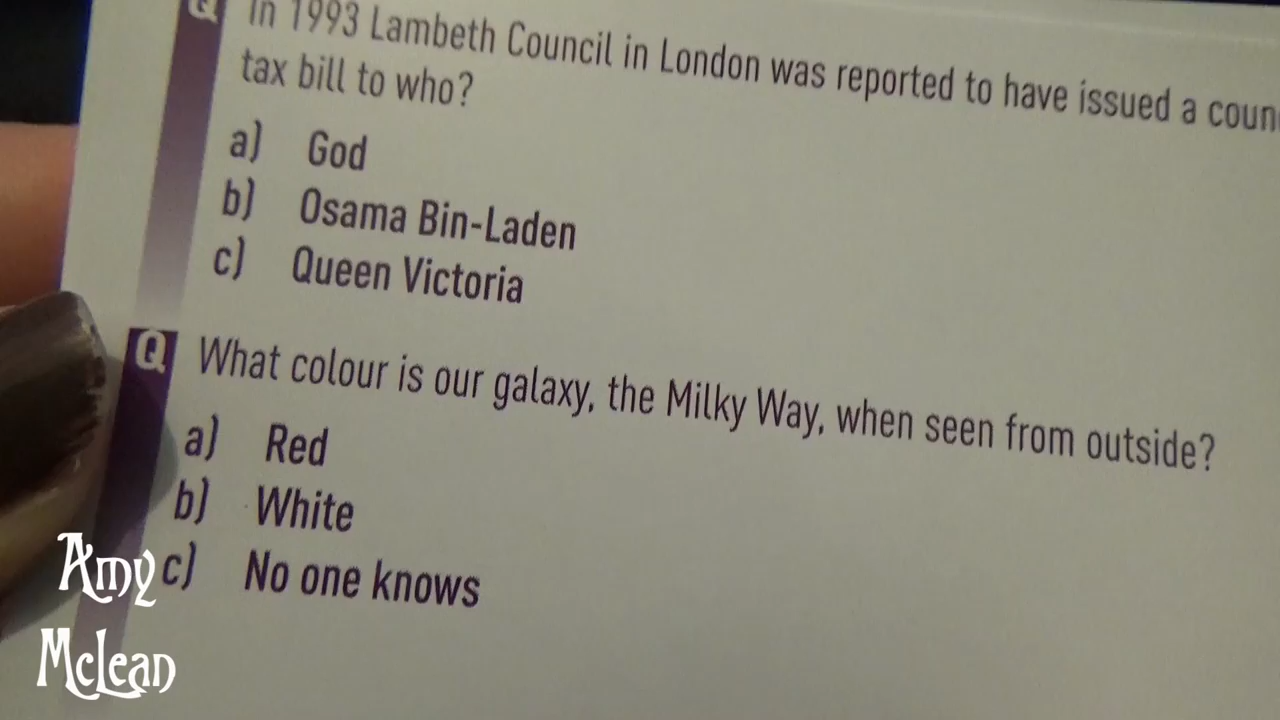 Q In 1993 Lambeth Council in London was reported to have issued a coun
tax bill to who?
a) God
b) Osama Bin-Laden
c) Queen Victoria
Q What colour is our galaxy, the Milky Way, when seen from outside?
a) Red
b) White
c) No one knows
Amy
McLean